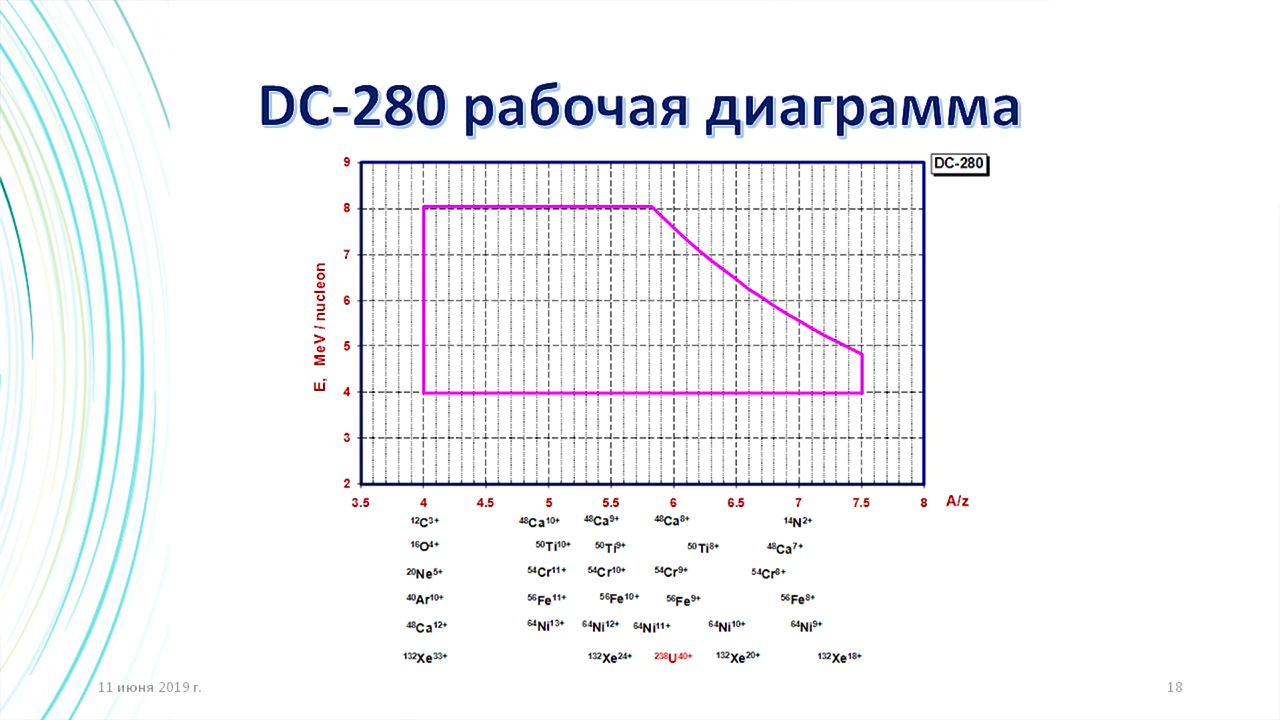 DC-280 рабочая диаграмма
DC-280
9
8
7
6
5
4
3
2
E, MeV / nucleon
3.5 4 4.5 5 5.5 6 6.5 7 7.5 8 A/z
¹²C³⁺ ⁴⁸Ca¹⁰⁺ ⁴⁸Ca⁹⁺ ⁴⁸Ca⁸⁺ ¹⁴N²⁺
¹⁶O⁴⁺ ⁵⁰Ti¹⁰⁺ ⁵⁰Ti⁹⁺ ⁵⁰Ti⁸⁺ ⁴⁸Ca⁷⁺
²⁰Ne⁵⁺ ⁵⁴Cr¹¹⁺ ⁵⁴Cr¹⁰⁺ ⁵⁴Cr⁹⁺ ⁵⁴Cr⁸⁺
⁴⁰Ar¹⁰⁺ ⁵⁶Fe¹¹⁺ ⁵⁶Fe¹⁰⁺ ⁵⁶Fe⁹⁺ ⁵⁶Fe⁸⁺
⁴⁸Ca¹²⁺ ⁶⁴Ni¹³⁺ ⁶⁴Ni¹²⁺ ⁶⁴Ni¹¹⁺ ⁶⁴Ni¹⁰⁺ ⁶⁴Ni⁹⁺
¹³²Xe³³⁺ ¹³²Xe²⁴⁺ ²³⁸U⁴⁰⁺ ¹³²Xe²⁰⁺ ¹³²Xe¹⁸⁺
11 июня 2019 г.
18